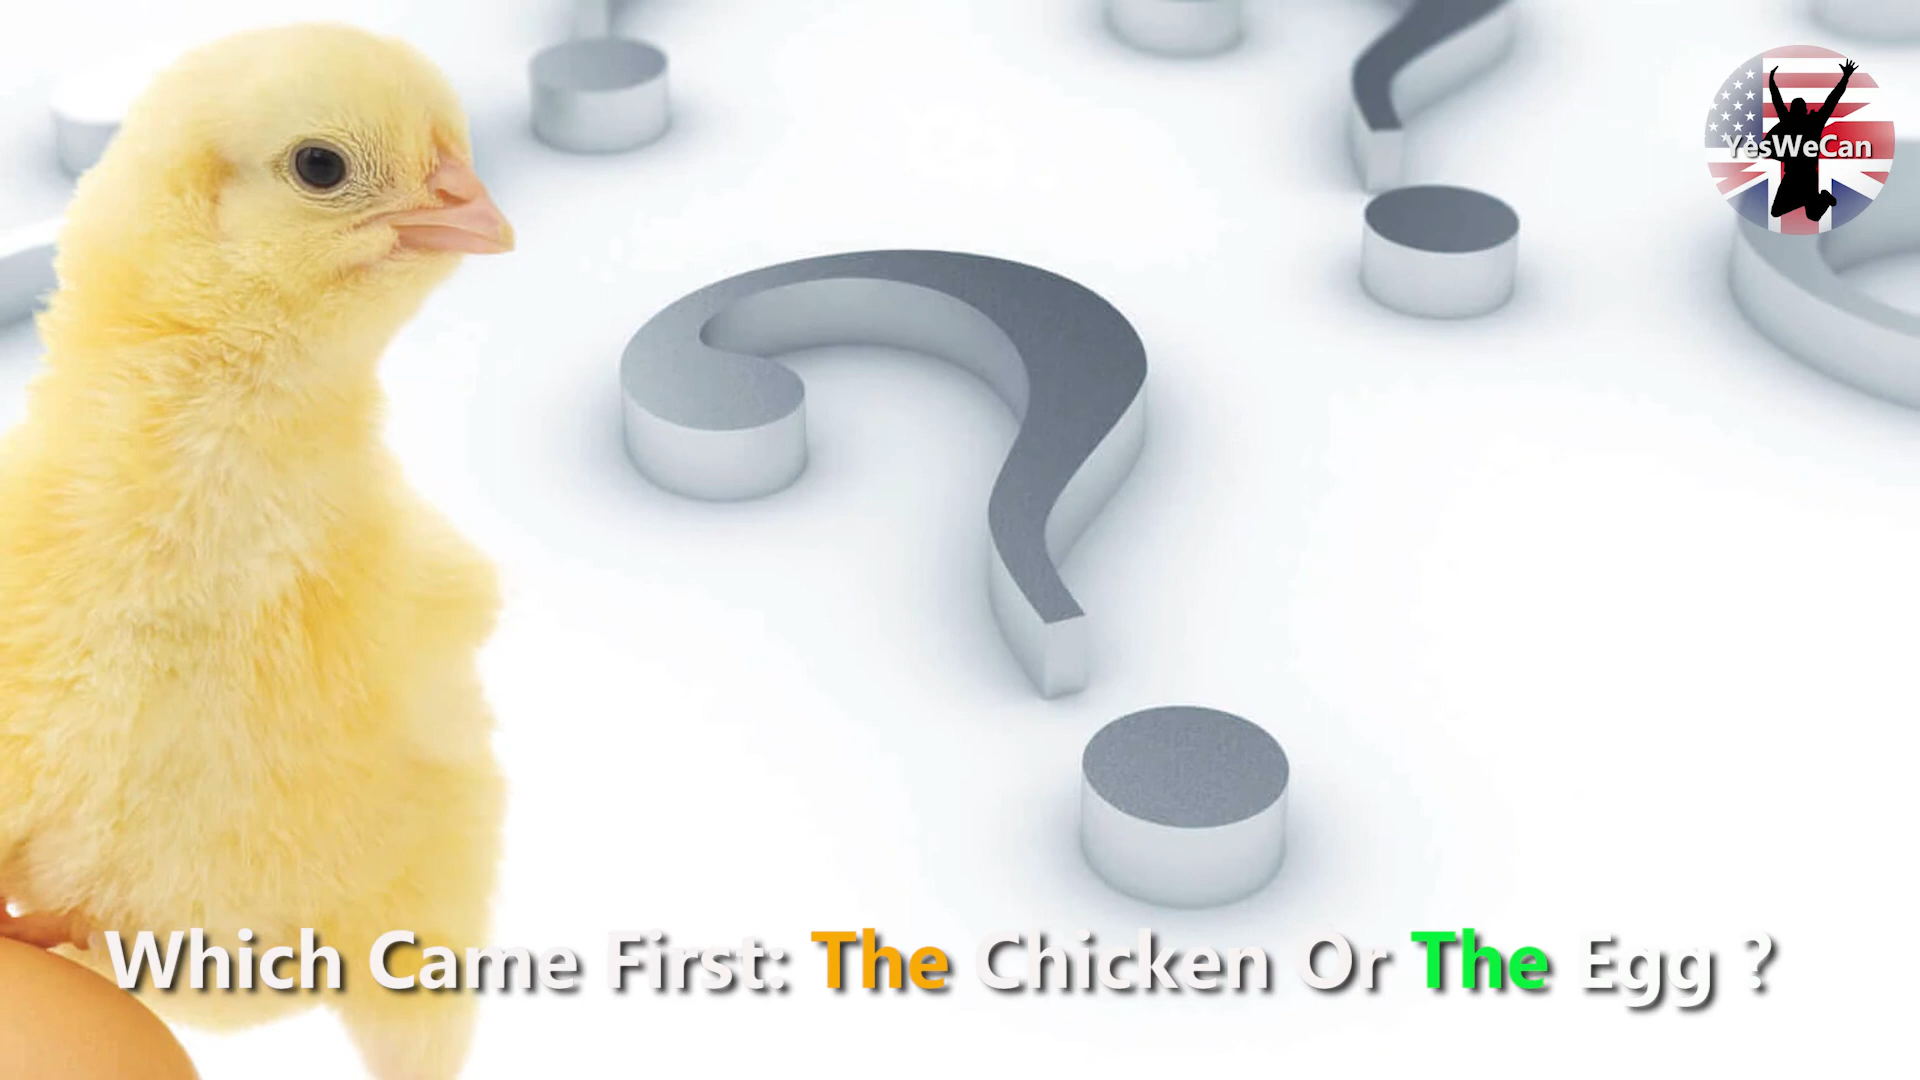 YesWeCan
Which Came First: The Chicken Or The Egg ?